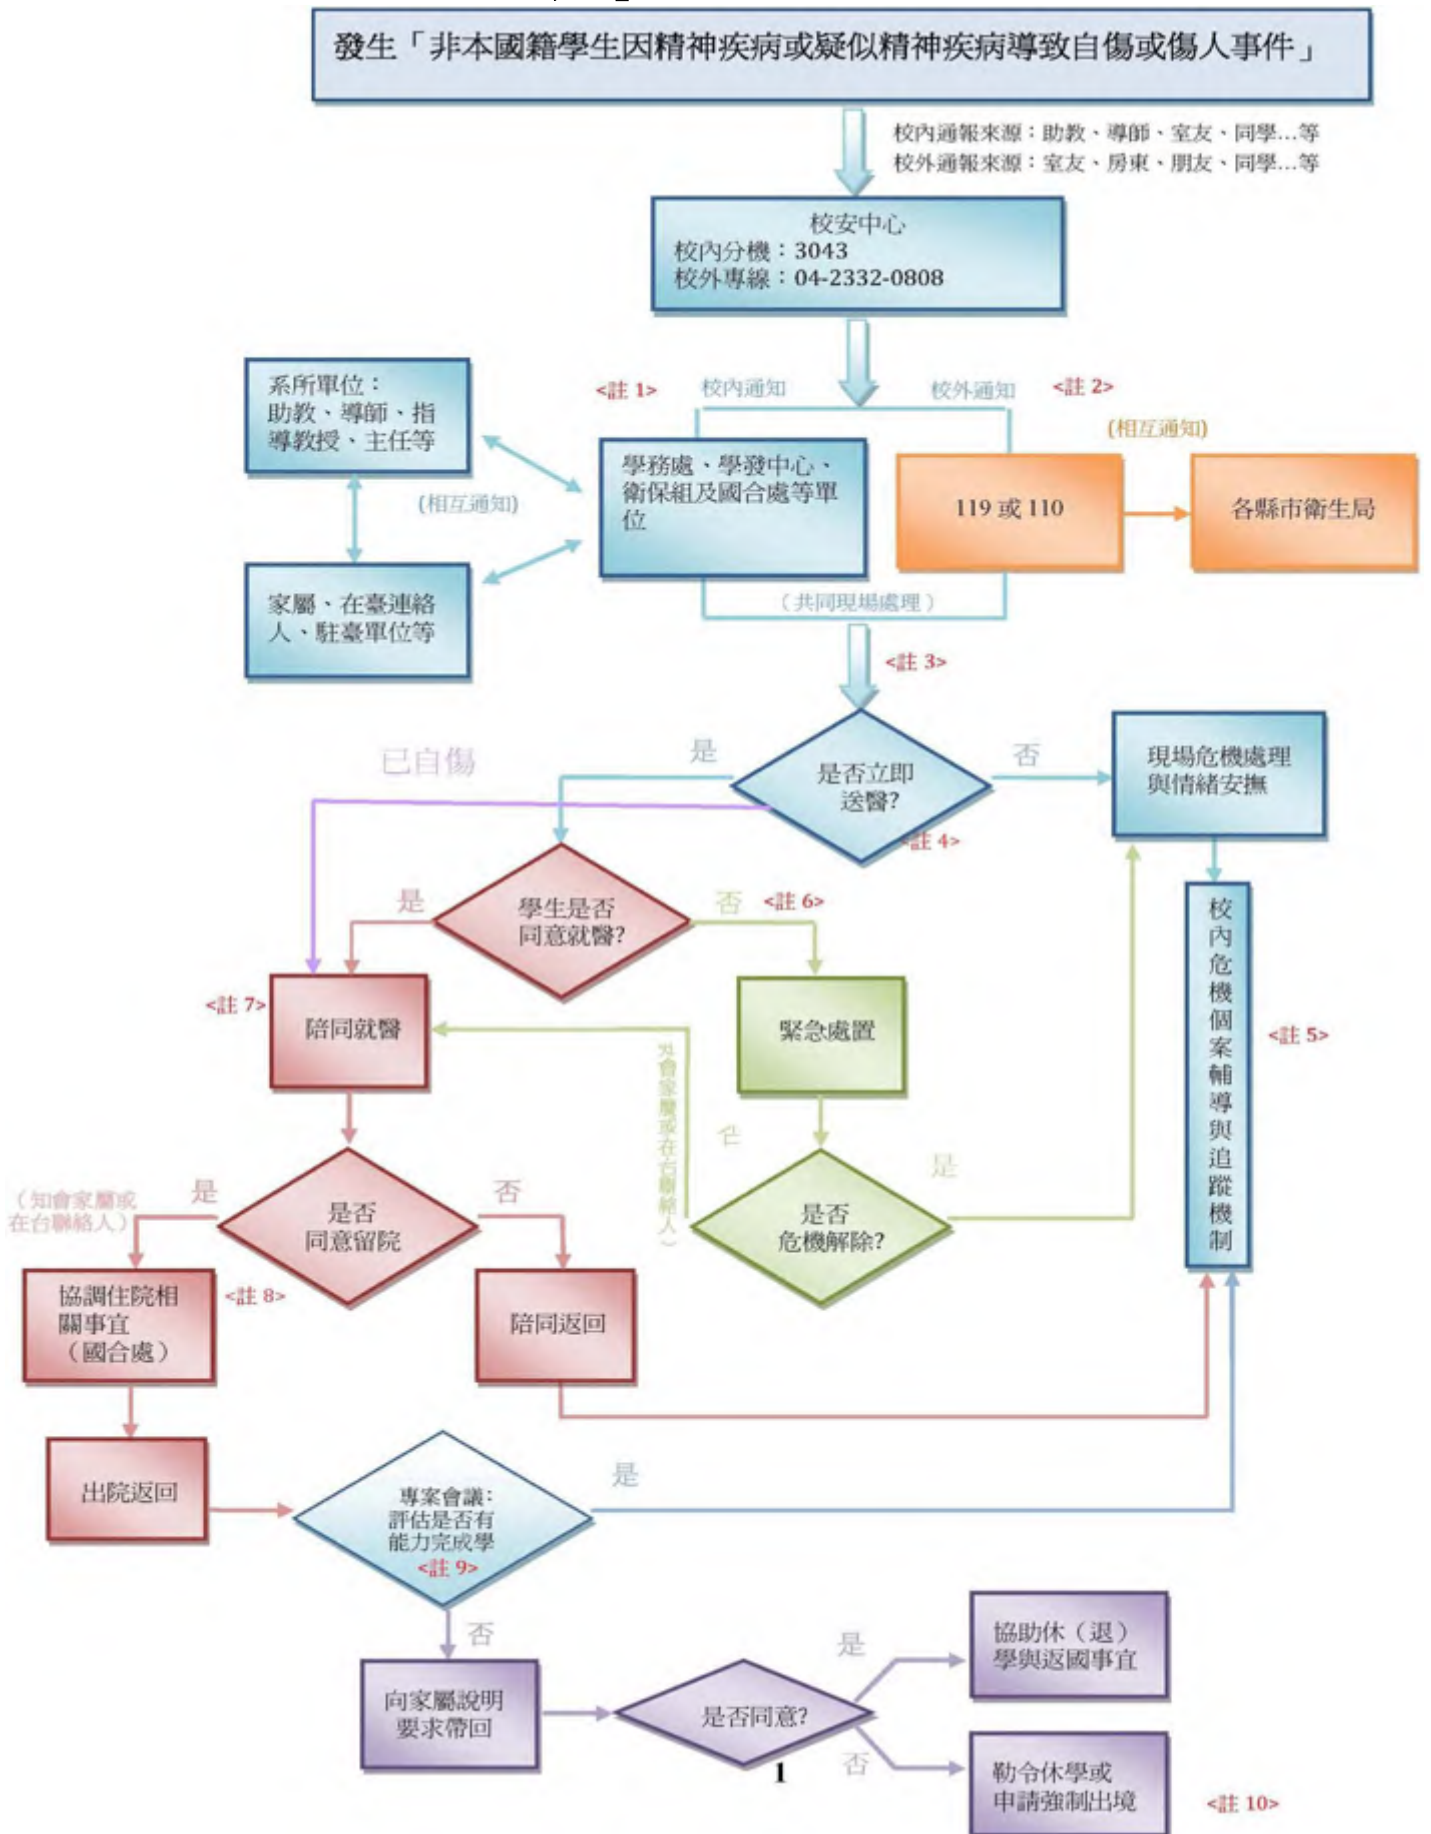 發生「非本國籍學生因精神疾病或疑似精神疾病導致自傷或傷人事件」
校內通報來源：助教、導師、室友、同學...等
校外通報來源：室友、房東、朋友、同學...等
校安中心
校內分機：3043
校外專線：04-2332-0808
系所單位：
助教、導師、指
導教授、主任等
<註 1>
校內通知
校外通知
<註 2>
(相互通知)
(相互通知)
學務處、學發中心、
衛保組及國合處等單
位
119 或 110
各縣市衛生局
家屬、在臺連絡
人、駐臺單位等
（共同現場處理）
<註 3>
已自傷
是
是否立即
送醫?
否
<註 4>
現場危機處理
與情緒安撫
是
學生是否
同意就醫?
否
<註 6>
校內危機個案輔導與追蹤機制
<註 5>
<註 7>
陪同就醫
緊急處置
會家屬或在台聯絡人）
是
（知會家屬或
在台聯絡人）
是
是否
同意留院
否
是否
危機解除?
協調住院相
關事宜
（國合處）
<註 8>
陪同返回
出院返回
專案會議：
評估是否有
能力完成學
<註 9>
是
否
向家屬說明
要求帶回
是否同意?
是
協助休（退）
學與返國事宜
否
勒令休學或
申請強制出境
<註 10>
1